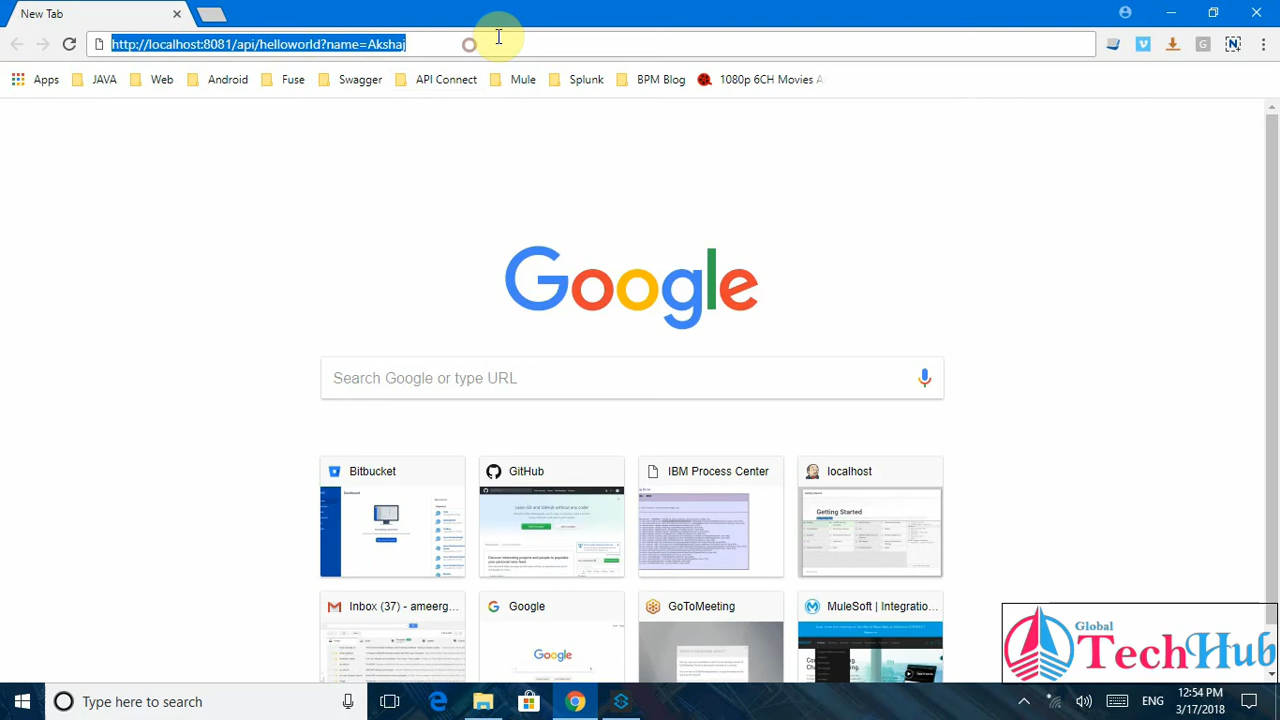 New Tab
http://localhost:8081/api/helloworld?name=Akshaj
Apps JAVA Web Android Fuse Swagger API Connect Mule Splunk BPM Blog 1080p 6CH Movies A
Google
Search Google or type URL
Bitbucket GitHub IBM Process Center localhost
Getting Started
Inbox (37) - ameerg... Google GoToMeeting MuleSoft | Integratio...
Google
Global
TechHub
Type here to search
ENG
12:54 PM
3/17/2018